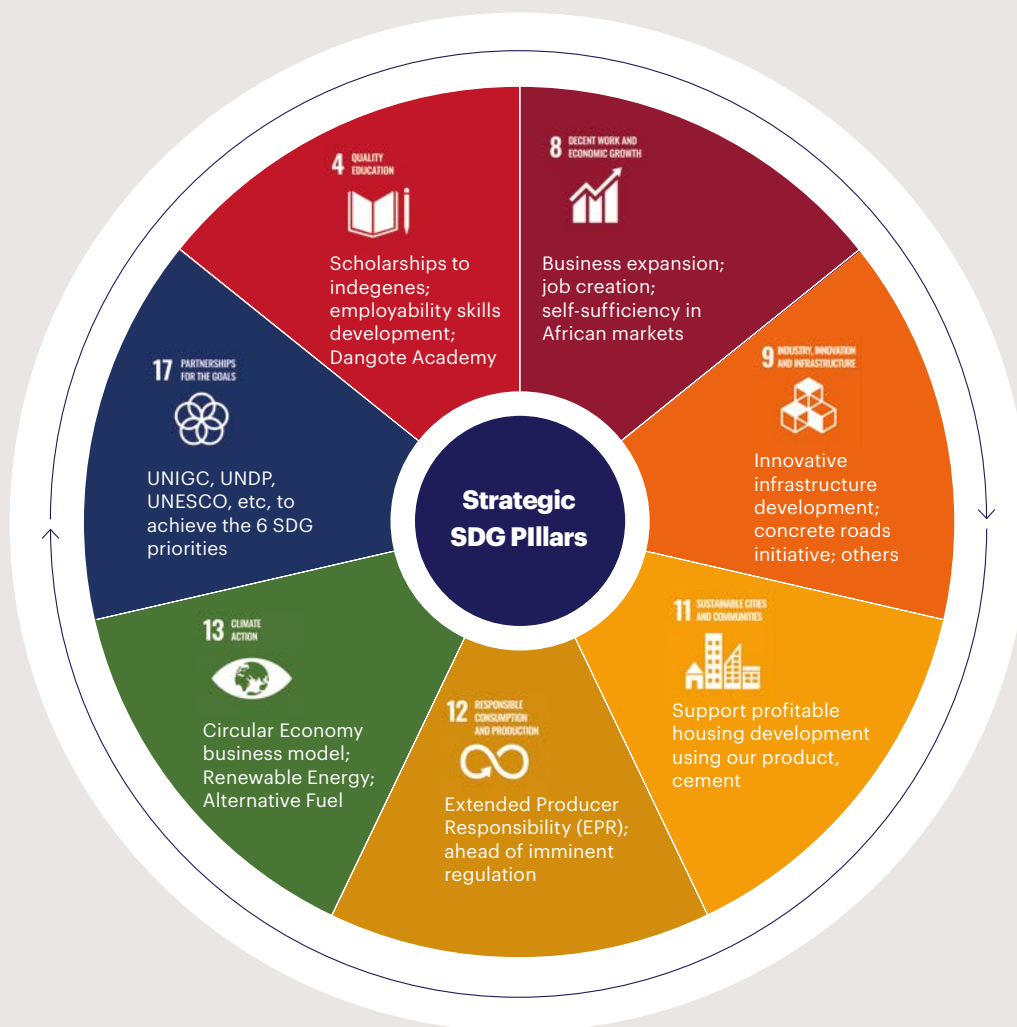 4 QUALITY
EDUCATION
Scholarships to
indegenes;
employability skills
development;
Dangote Academy
8 DECENT WORK AND
ECONOMIC GROWTH
Business expansion;
job creation;
self-sufficiency in
African markets
9 INDUSTRY, INNOVATION
AND INFRASTRUCTURE
Innovative
infrastructure
development;
concrete roads
initiative; others
11 SUSTAINABLE CITIES
AND COMMUNITIES
Support profitable
housing development
using our product,
cement
12 RESPONSIBLE
CONSUMPTION
AND PRODUCTION
Extended Producer
Responsibility (EPR);
ahead of imminent
regulation
13 CLIMATE
ACTION
Circular Economy
business model;
Renewable Energy;
Alternative Fuel
17 PARTNERSHIPS
FOR THE GOALS
UNIGC, UNDP,
UNESCO, etc, to
achieve the 6 SDG
priorities
Strategic
SDG PIllars